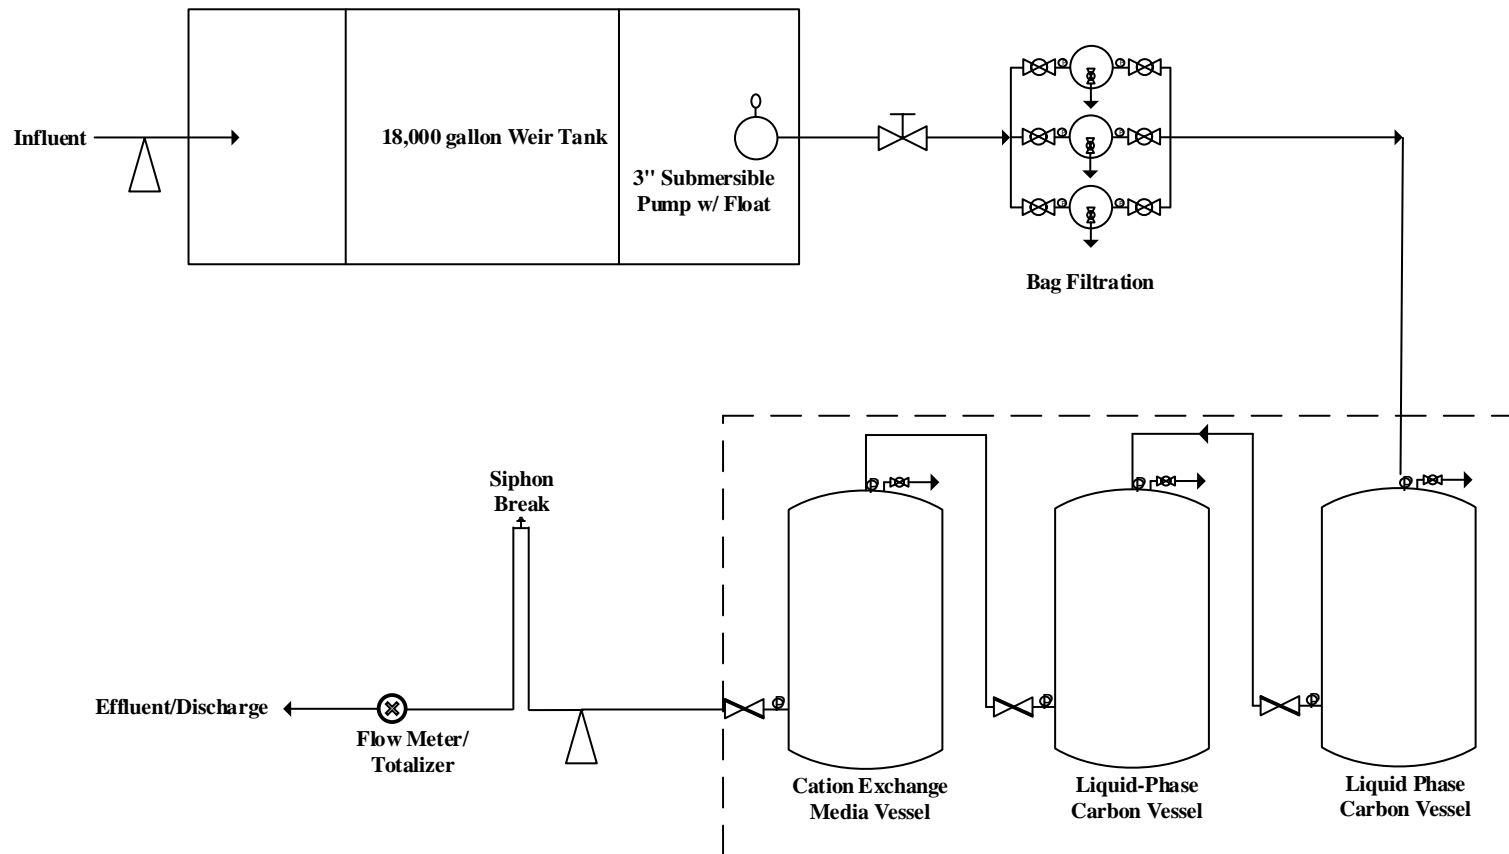 Influent
18,000 gallon Weir Tank
3" Submersible
Pump w/ Float
Bag Filtration
Siphon
Break
Effluent/Discharge
Flow Meter/
Totalizer
Cation Exchange
Media Vessel
Liquid-Phase
Carbon Vessel
Liquid Phase
Carbon Vessel